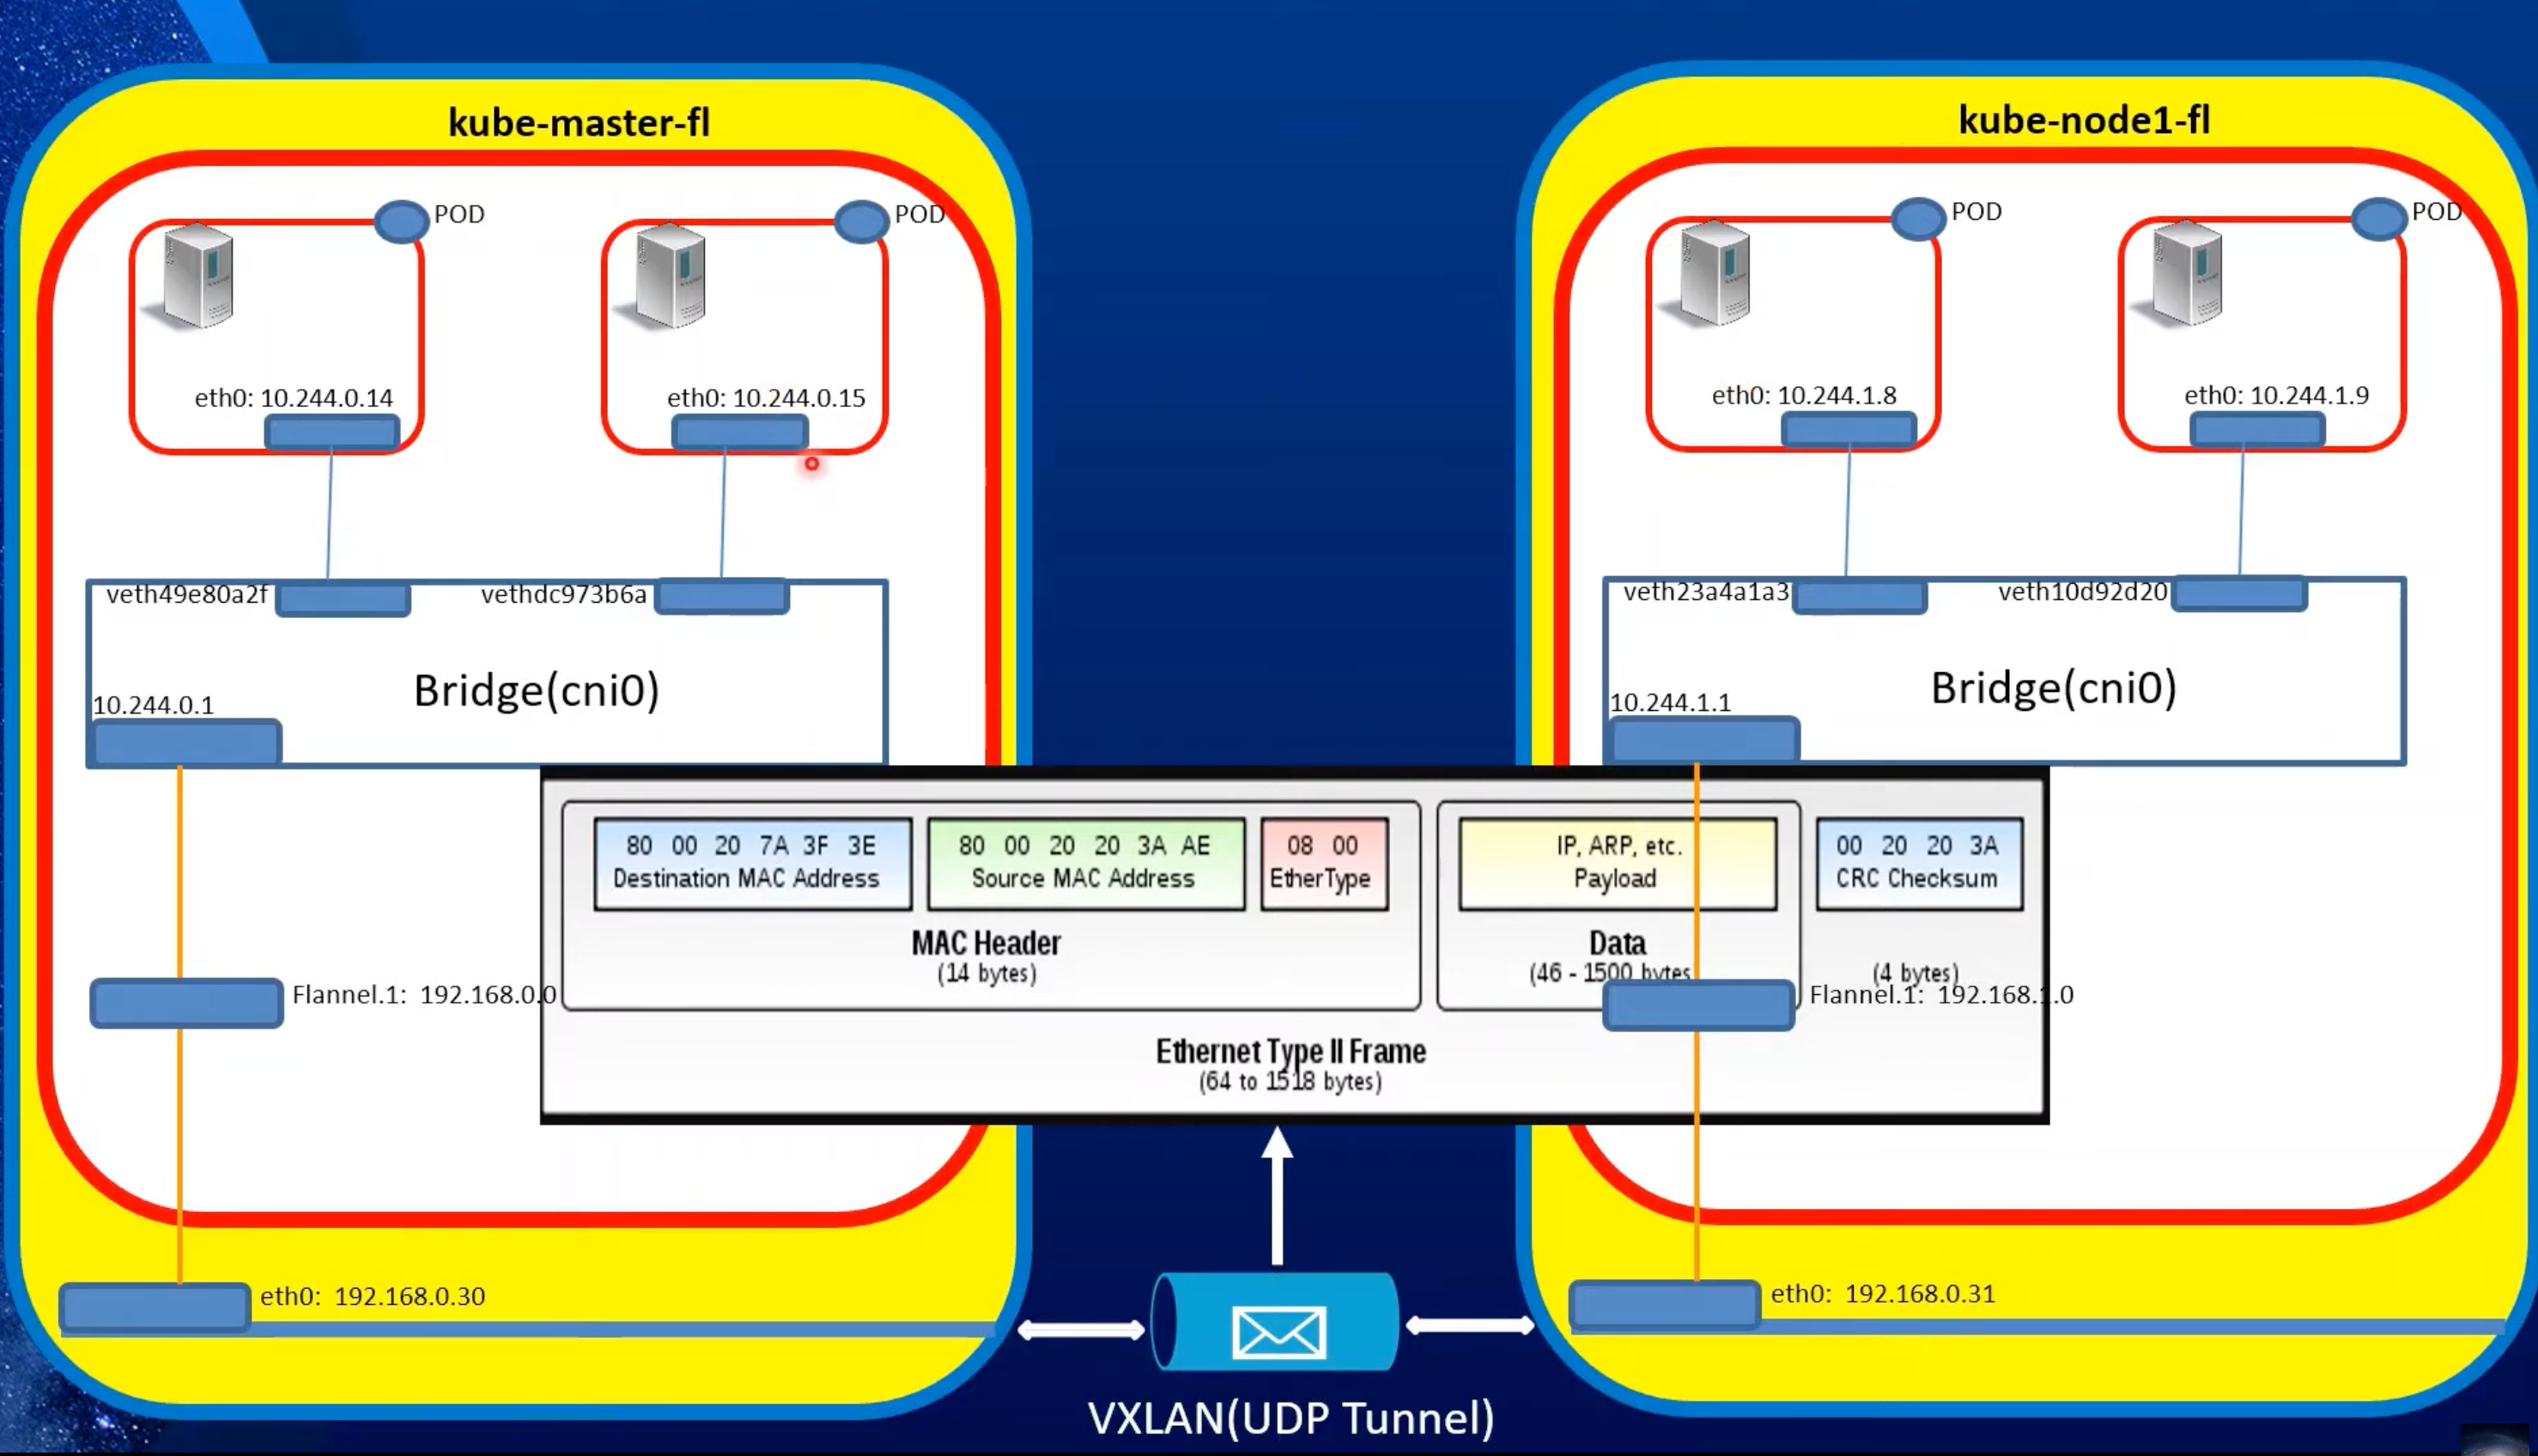 kube-master-fl
POD
POD
eth0: 10.244.0.14
eth0: 10.244.0.15
veth49e80a2f
vethdc973b6a
Bridge(cni0)
10.244.0.1
Flannel.1: 192.168.0.0
eth0: 192.168.0.30
kube-node1-fl
POD
POD
eth0: 10.244.1.8
eth0: 10.244.1.9
veth23a4a1a3
veth10d92d20
Bridge(cni0)
10.244.1.1
Flannel.1: 192.168.1.0
eth0: 192.168.0.31
80 00 20 7A 3F 3E
Destination MAC Address
80 00 20 20 3A AE
Source MAC Address
08 00
EtherType
MAC Header
(14 bytes)
IP, ARP, etc.
Payload
Data
(46 - 1500 bytes
00 20 20 3A
CRC Checksum
(4 bytes)
Ethernet Type II Frame
(64 to 1518 bytes)
VXLAN(UDP Tunnel)